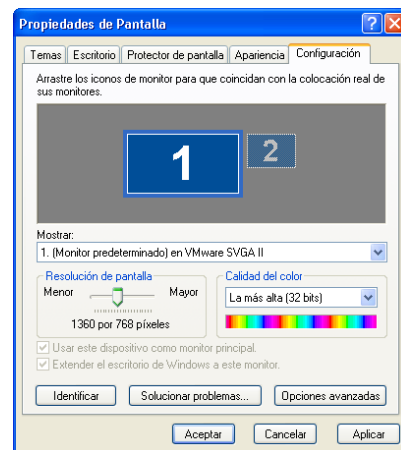 Propiedades de Pantalla
Temas Escritorio Protector de pantalla Apariencia Configuración
Arrastre los iconos de monitor para que coincidan con la colocación real de
sus monitores.
1 2
Mostrar:
1. (Monitor predeterminado) en VMware SVGA II
Resolución de pantalla
Menor Mayor
1360 por 768 píxeles
Calidad del color
La más alta (32 bits)
Usar este dispositivo como monitor principal.
Extender el escritorio de Windows a este monitor.
Identificar Solucionar problemas... Opciones avanzadas
Aceptar Cancelar Aplicar